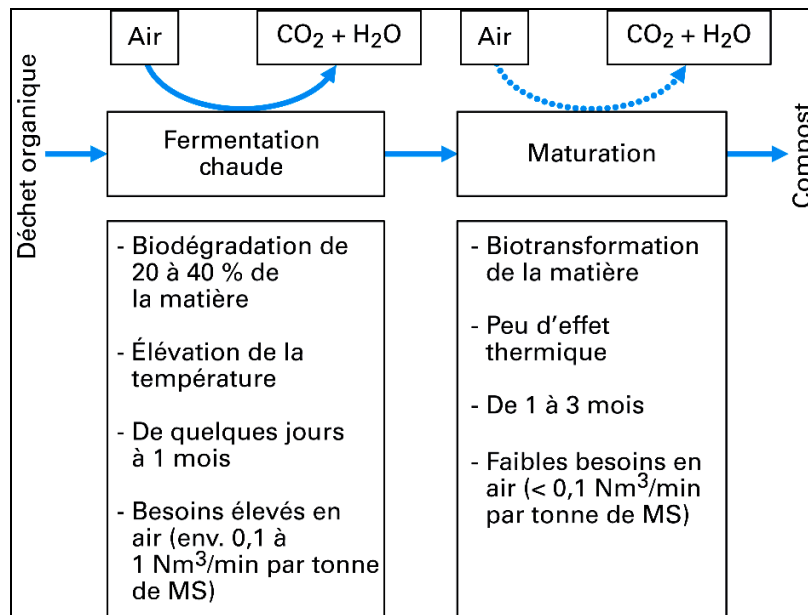 Air
CO₂ + H₂O
Air
CO₂ + H₂O
Déchet organique
Fermentation
chaude
Maturation
Compost
- Biodégradation de
20 à 40 % de
la matière
- Élévation de la
température
- De quelques jours
à 1 mois
- Besoins élevés en
air (env. 0,1 à
1 Nm³/min par tonne
de MS)
- Biotransformation
de la matière
- Peu d'effet
thermique
- De 1 à 3 mois
- Faibles besoins en
air (< 0,1 Nm³/min
par tonne de MS)